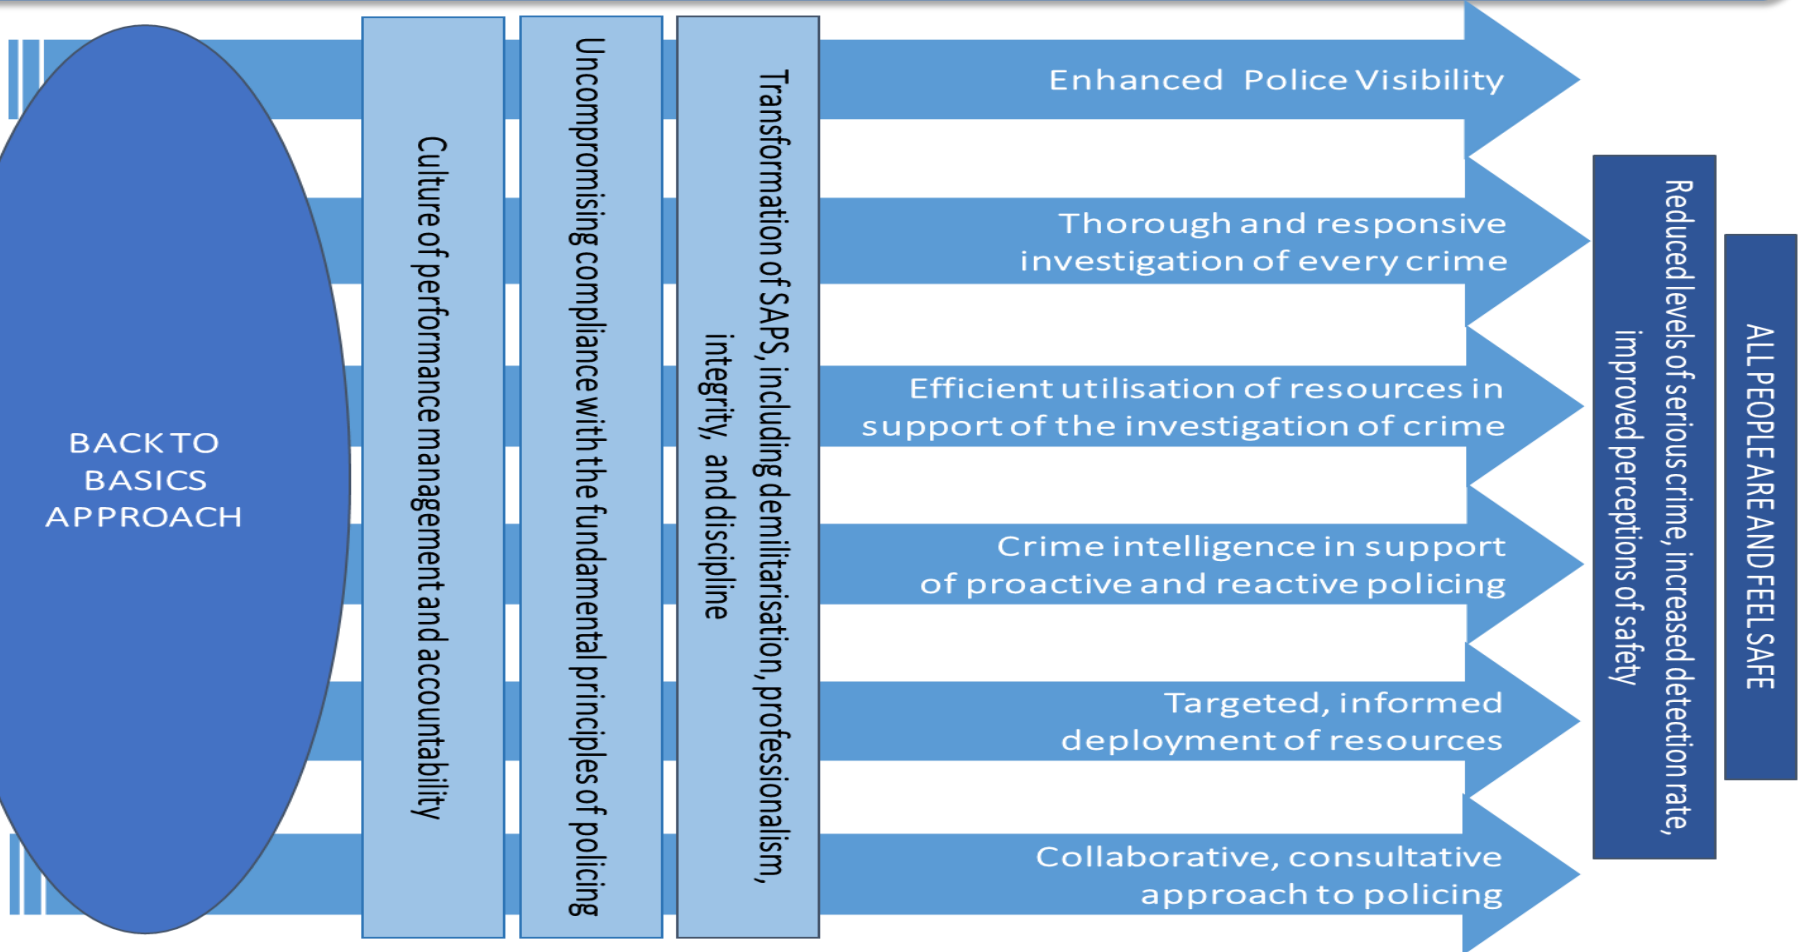 BACK TO
BASICS
APPROACH
Culture of performance management and accountability
Uncompromising compliance with the fundamental principles of policing
Transformation of SAPS, including demilitarisation, professionalism,
integrity, and discipline
Enhanced Police Visibility
Thorough and responsive
investigation of every crime
Efficient utilisation of resources in
support of the investigation of crime
Crime intelligence in support
of proactive and reactive policing
Targeted, informed
deployment of resources
Collaborative, consultative
approach to policing
Reduced levels of serious crime, increased detection rate,
improved perceptions of safety
ALL PEOPLE ARE AND FEEL SAFE